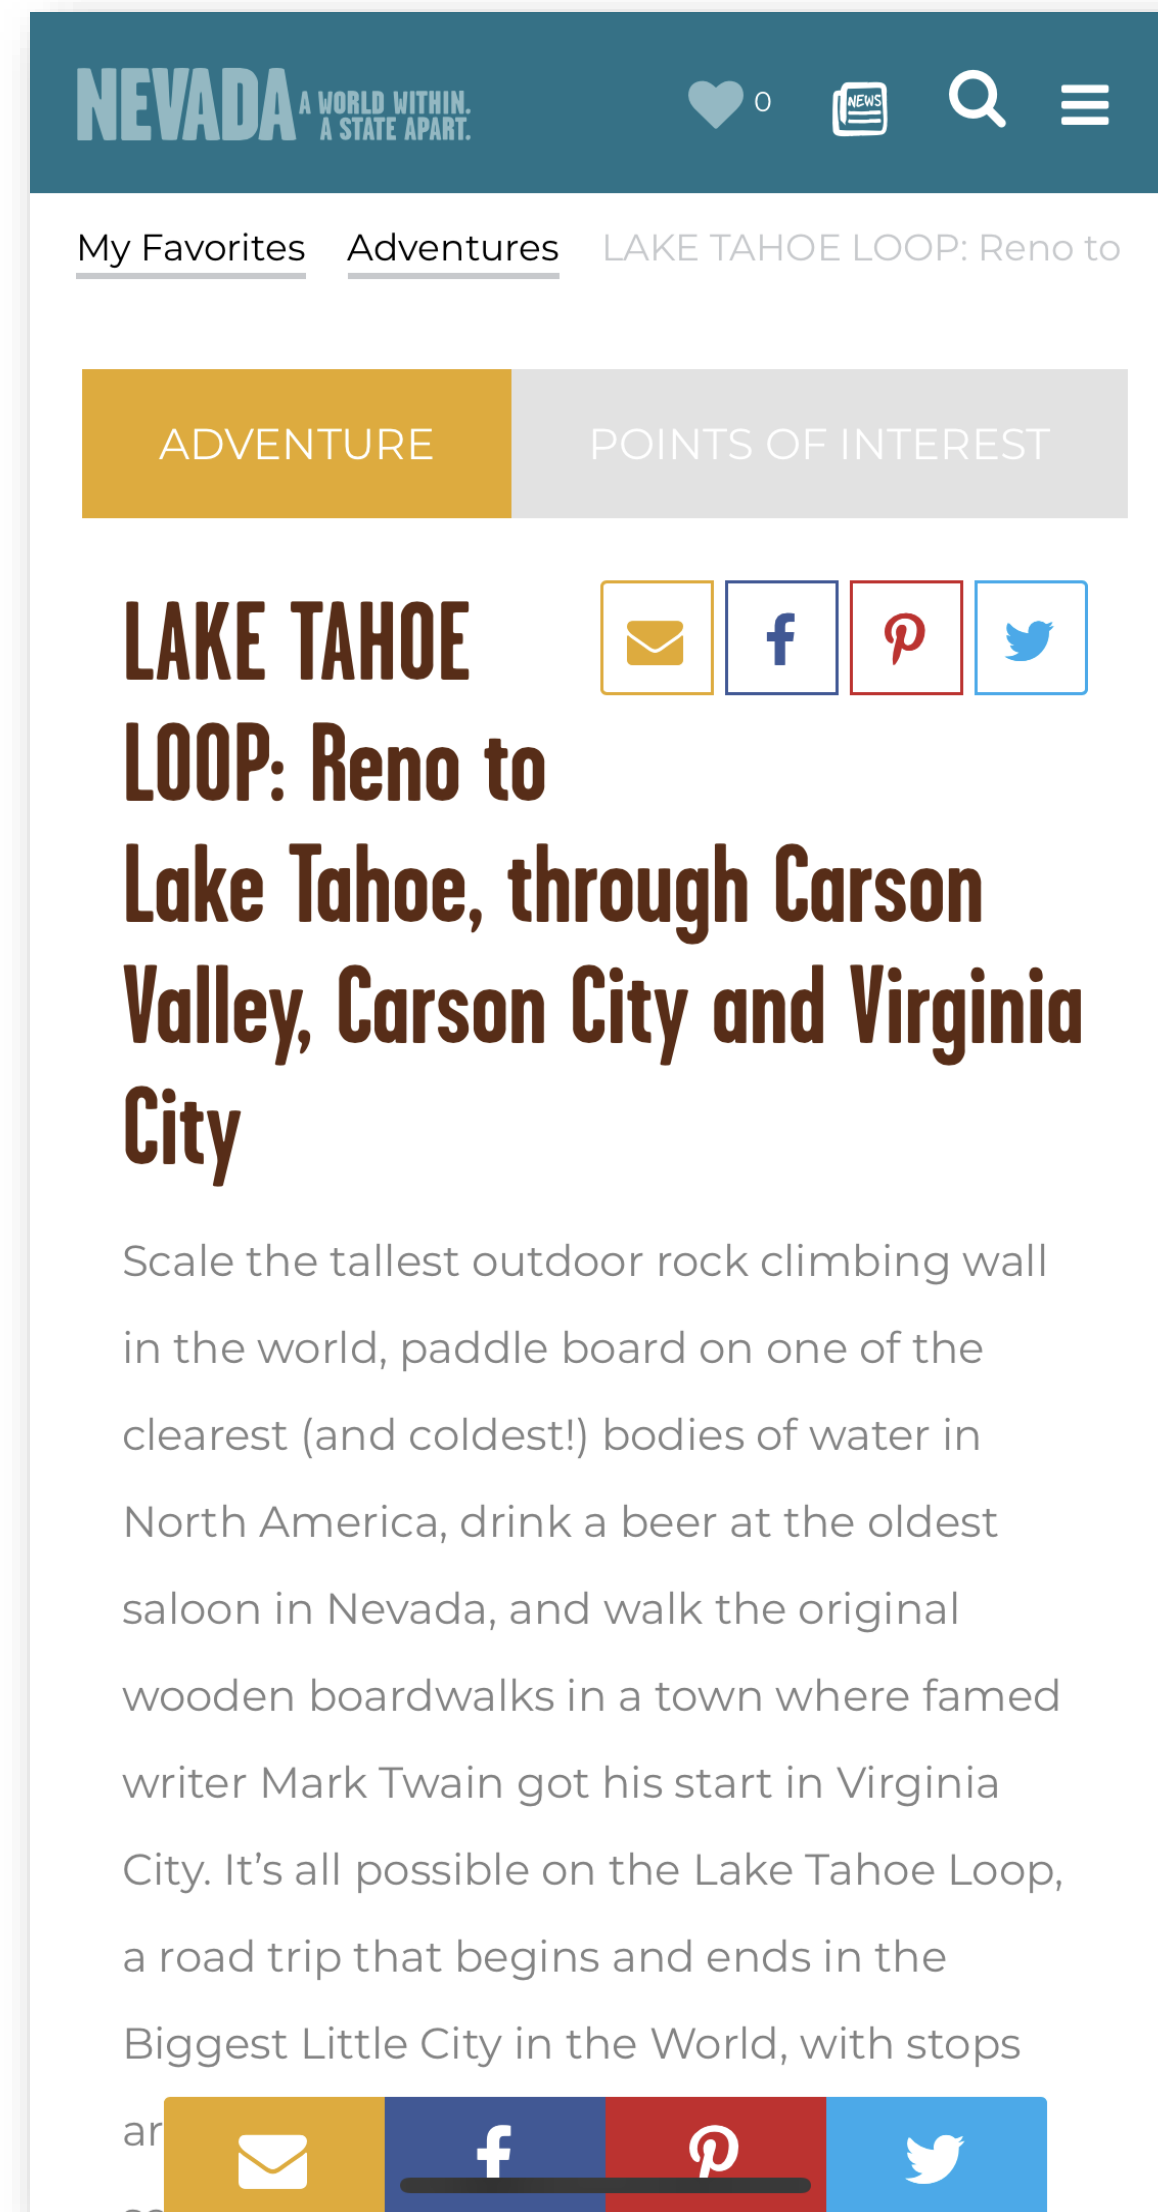 NEVADA A WORLD WITHIN.
A STATE APART.
0
NEWS
My Favorites Adventures LAKE TAHOE LOOP: Reno to
ADVENTURE POINTS OF INTEREST
LAKE TAHOE
LOOP: Reno to
Lake Tahoe, through Carson
Valley, Carson City and Virginia
City
Scale the tallest outdoor rock climbing wall
in the world, paddle board on one of the
clearest (and coldest!) bodies of water in
North America, drink a beer at the oldest
saloon in Nevada, and walk the original
wooden boardwalks in a town where famed
writer Mark Twain got his start in Virginia
City. It’s all possible on the Lake Tahoe Loop,
a road trip that begins and ends in the
Biggest Little City in the World, with stops